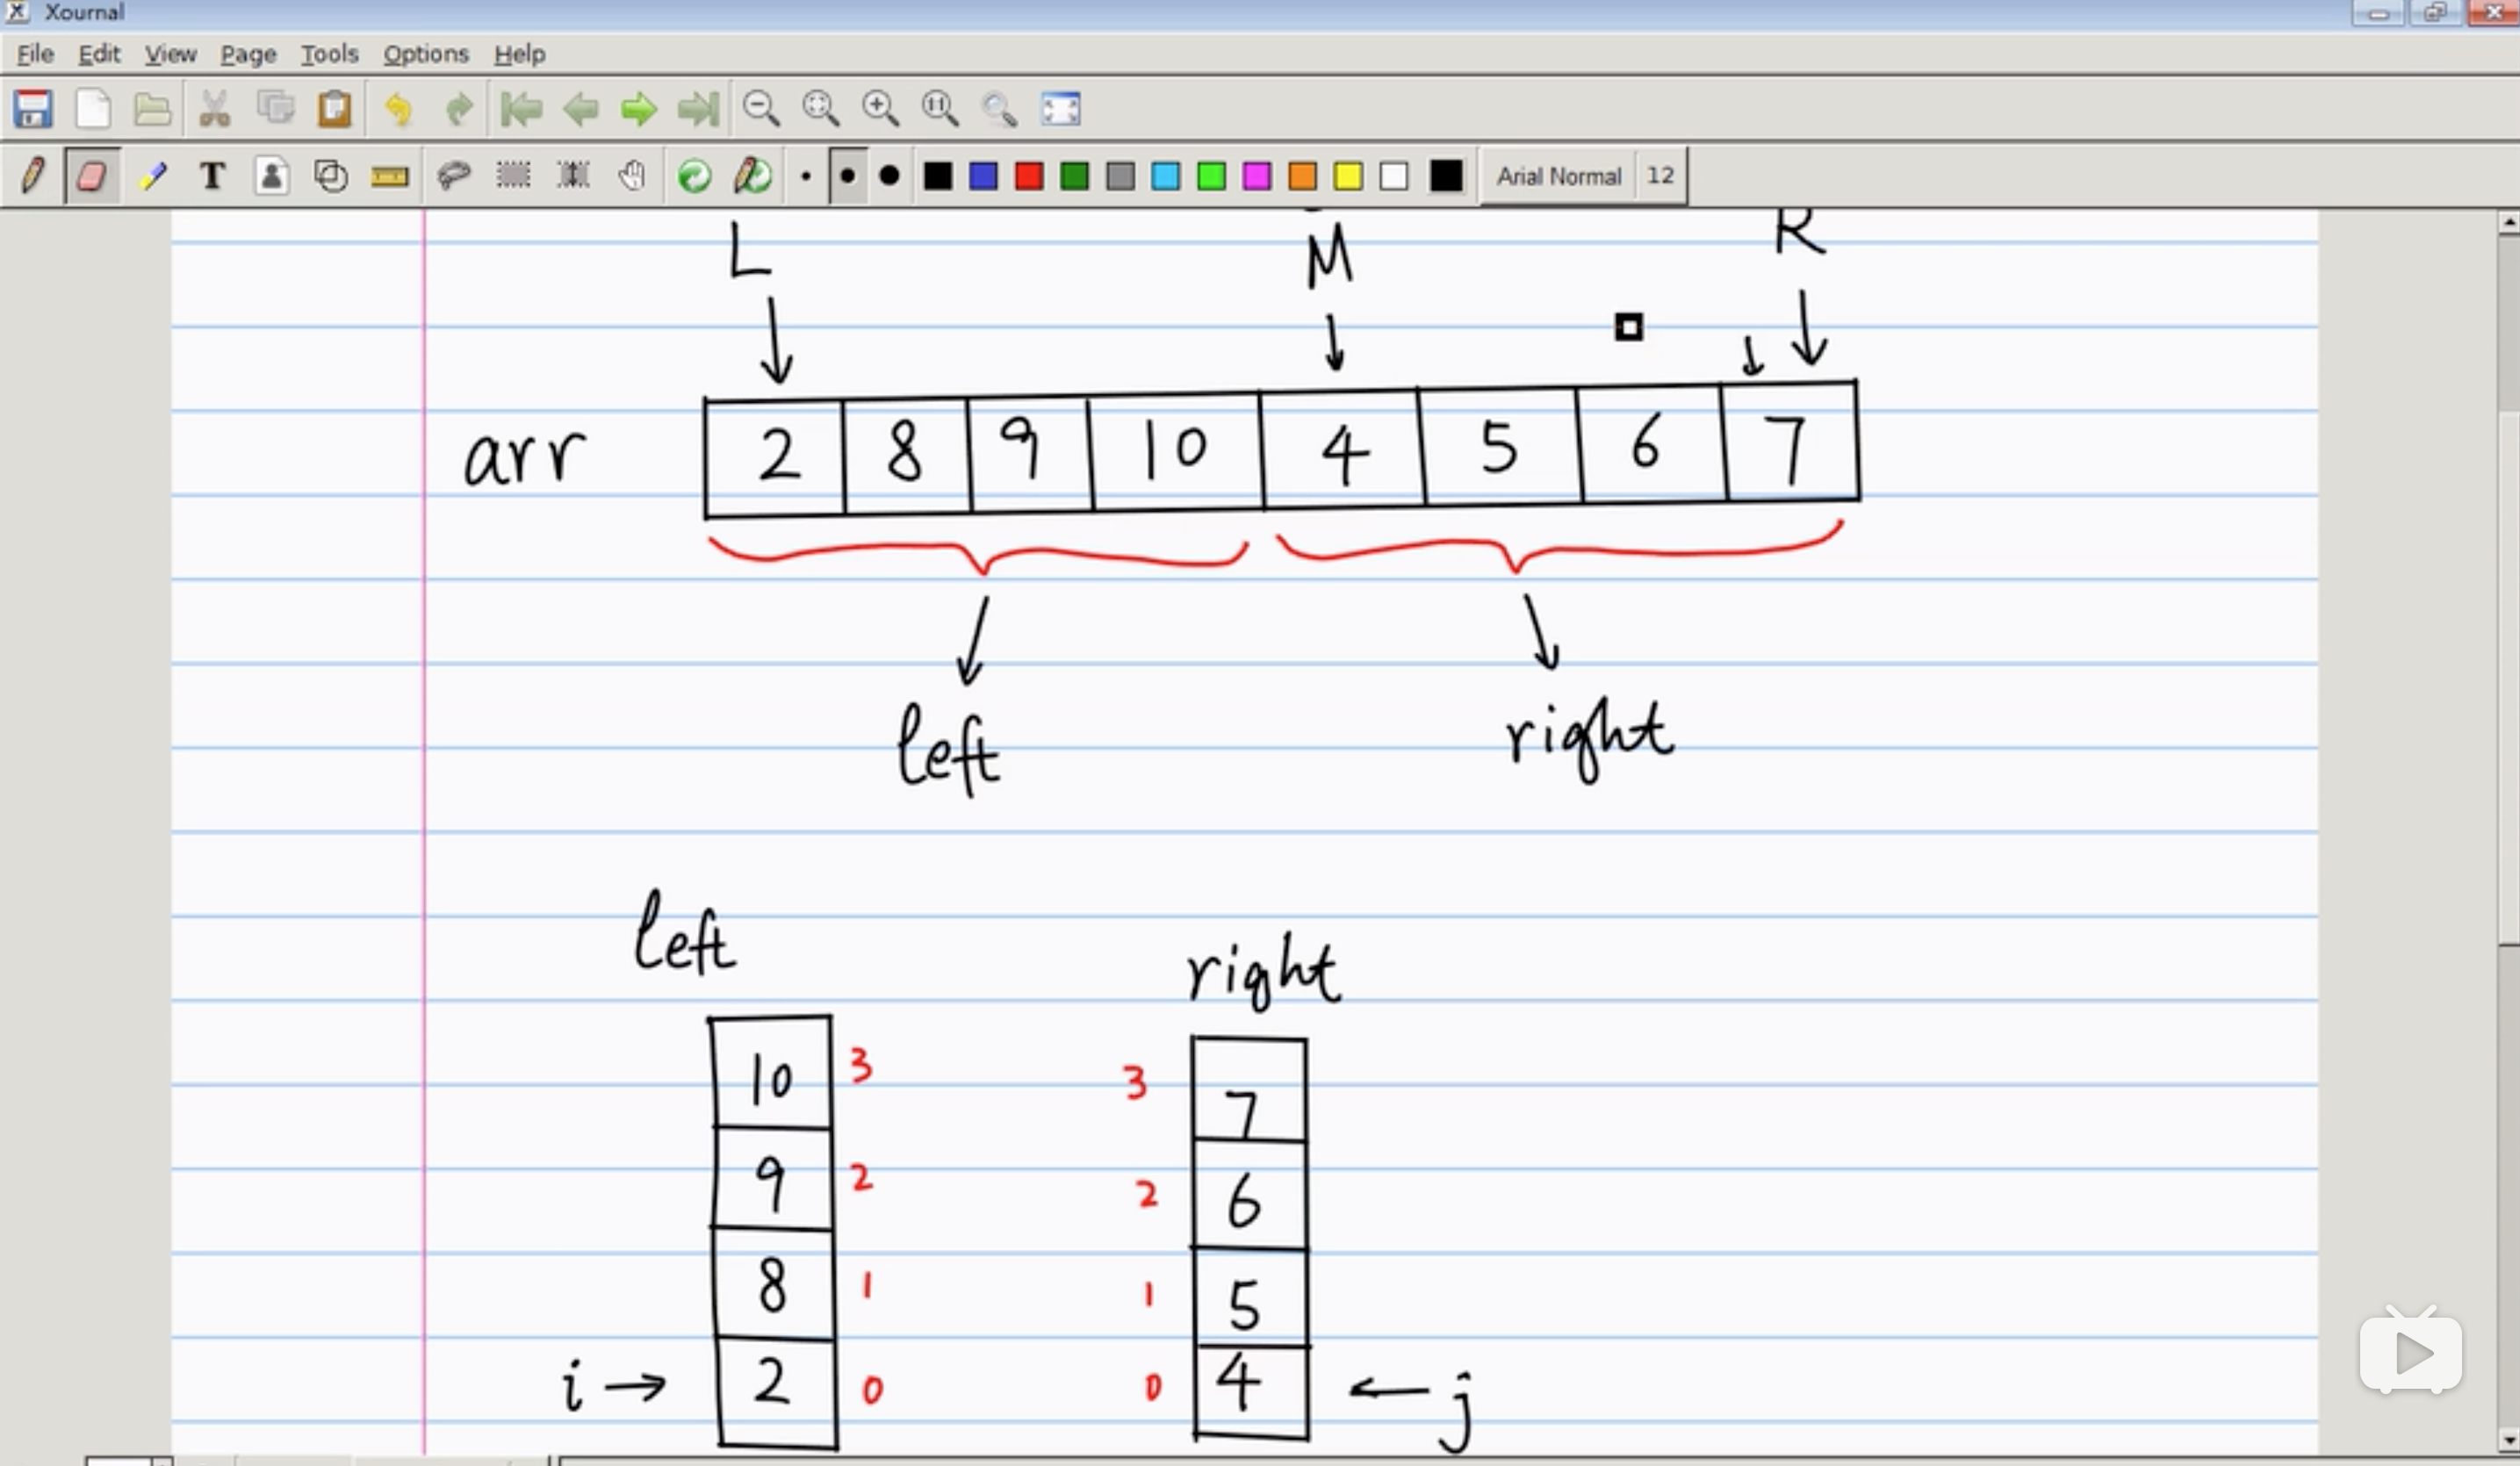 Xournal
File Edit View Page Tools Options Help
T Arial Normal 12
L M R
arr 2 8 9 10 4 5 6 7
left right
left right
10 3 3 7
9 2 2 6
8 1 1 5
i → 2 0 0 4 ← j